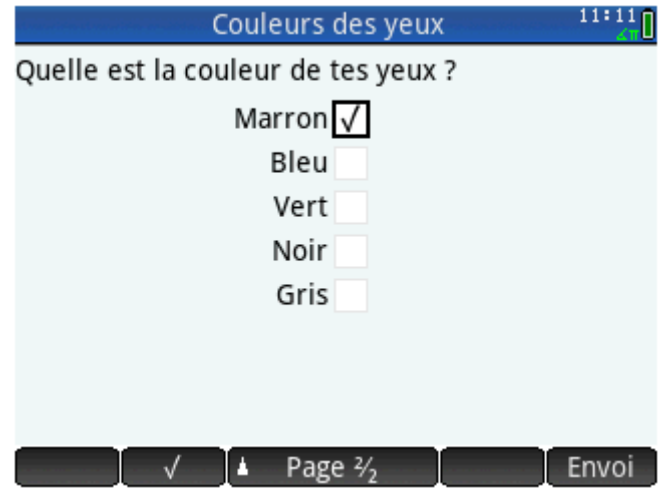 Couleurs des yeux 11:11
∡π
Quelle est la couleur de tes yeux ?
Marron √
Bleu
Vert
Noir
Gris
√ Page ²⁄₂ Envoi